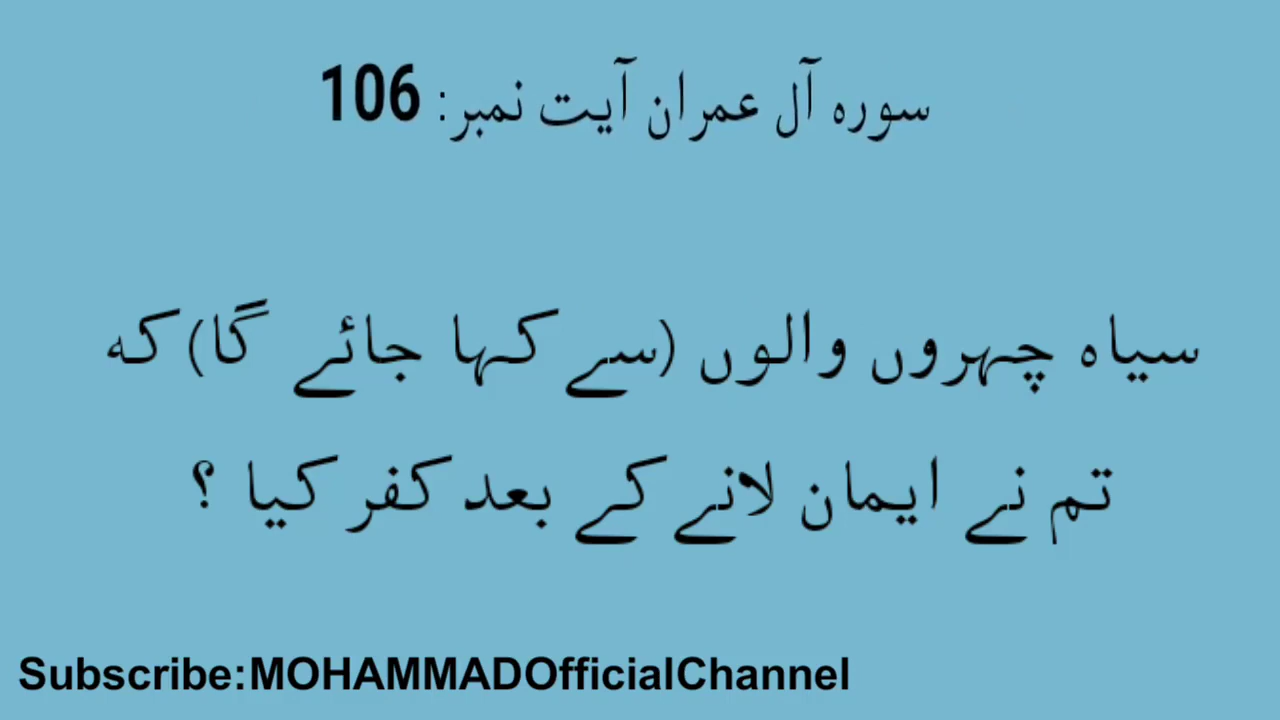 سورہ آل عمران آیت نمبر: 106
سیاہ چہروں والوں (سے کہا جائے گا) کہ
تم نے ایمان لانے کے بعد کفر کیا ؟
Subscribe:MOHAMMADOfficialChannel